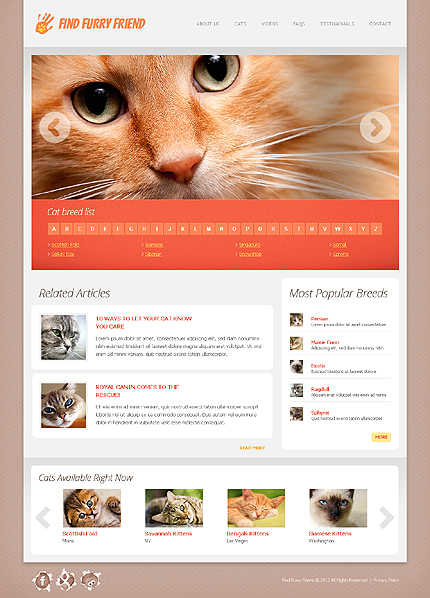 FIND FURRY FRIEND
ABOUT US CATS VIDEOS FAQS TESTIMONIALS CONTACT
Cat breed list
A B C D E F G H I J K L M N O P Q R S T U V W X Y Z
Scottish Fold Siamese Singapura Somali
Selkirk Rex Siberian Snowshoe Sphynx
Related Articles
10 WAYS TO LET YOUR CAT KNOW
YOU CARE
Lorem ipsum dolor sit amet, consectetuer adipiscing elit, sed diam nonummy
nibh euismod tincidunt ut laoreet dolore magna aliquam erat volutpat. Ut wisi
enim ad minim veniam, quis nostrud exerci tation ullamcorper.
ROYAL CANIN COMES TO THE
RESCUE!
Ut wisi enim ad minim veniam, quis nostrud exerci tation ullamcorper suscipit
lobortis nisl ut aliquip ex ea commodo consequat. Duis autem vel eum iriure
dolor in hendrerit in vulputate velit esse molestie consequat.
READ MORE
Most Popular Breeds
Persian
Lorem ipsum dolor sit amet consectetuer
Maine Coon
Adipiscing elit, sed diam nonummy nibh
Exotic
Euismod tincidunt ut laoreet dolore
Ragdoll
Aliquam erat volutpat wisi enim ad
Sphynx
Quis nostrud exerci tation ullamcorper
MORE
Cats Available Right Now
Scottish Fold Savannah Kittens Bengals Kittens Siamese Kittens
Miami NY Las Vegas Washington
Find Furry Friend © 2012 All Rights Reserved | Privacy Policy